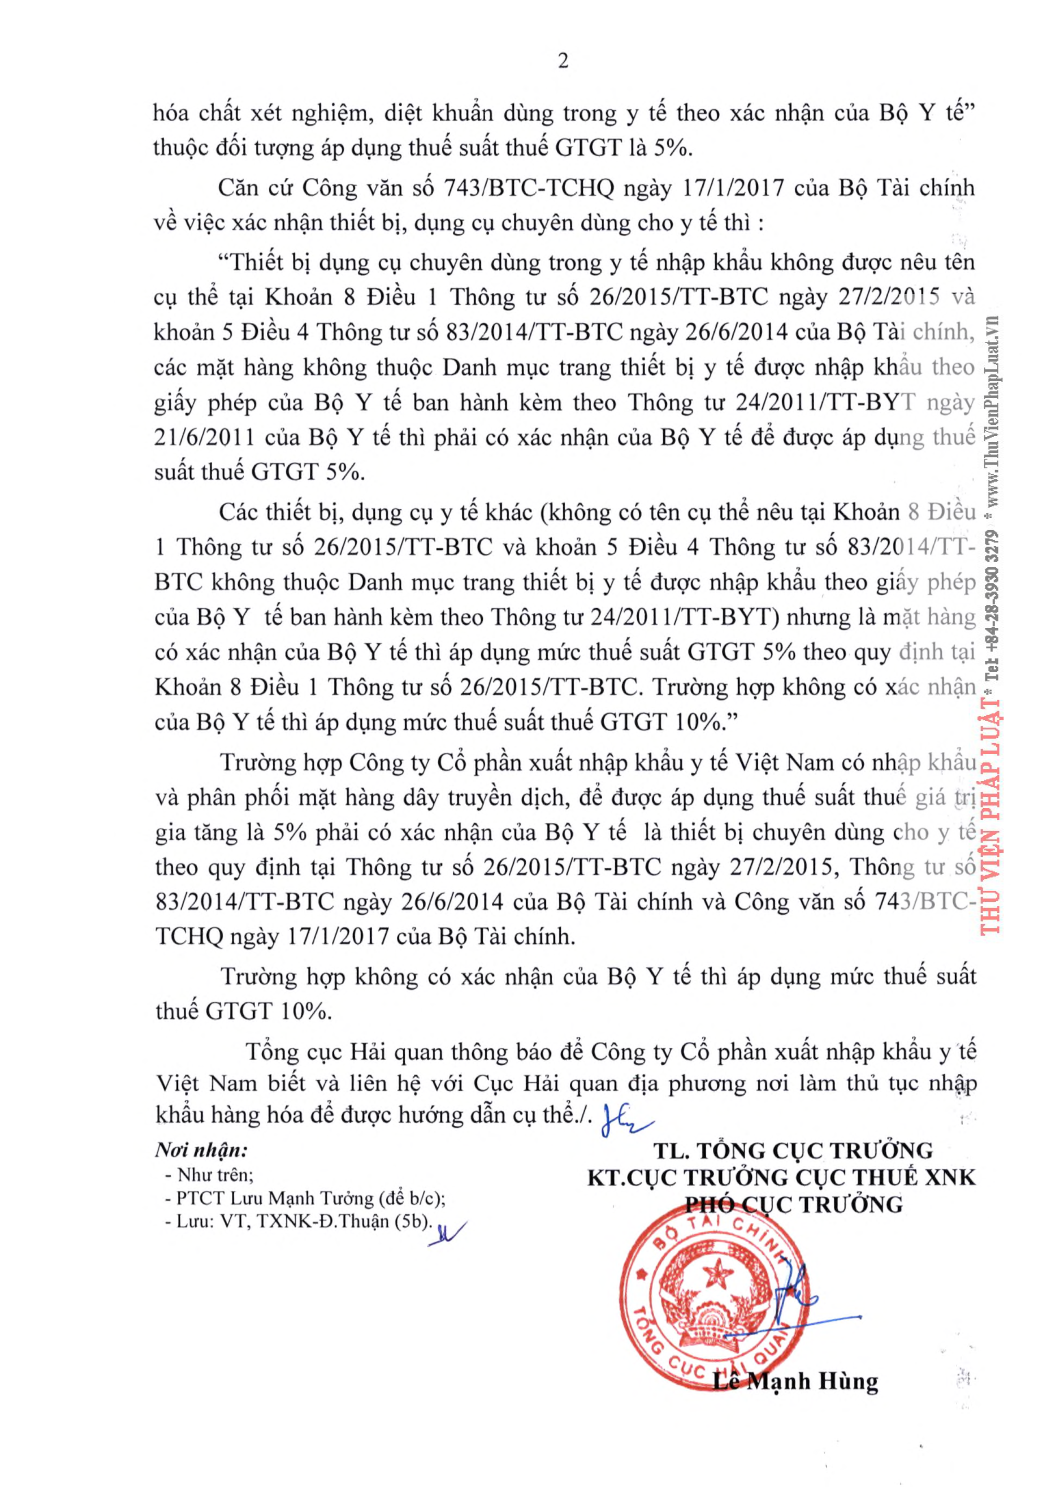 2
hóa chất xét nghiệm, diệt khuẩn dùng trong y tế theo xác nhận của Bộ Y tế”
thuộc đối tượng áp dụng thuế suất thuế GTGT là 5%.
Căn cứ Công văn số 743/BTC-TCHQ ngày 17/1/2017 của Bộ Tài chính
về việc xác nhận thiết bị, dụng cụ chuyên dùng cho y tế thì :
“Thiết bị dụng cụ chuyên dùng trong y tế nhập khẩu không được nêu tên
cụ thể tại Khoản 8 Điều 1 Thông tư số 26/2015/TT-BTC ngày 27/2/2015 và
khoản 5 Điều 4 Thông tư số 83/2014/TT-BTC ngày 26/6/2014 của Bộ Tài chính,
các mặt hàng không thuộc Danh mục trang thiết bị y tế được nhập khẩu theo
giấy phép của Bộ Y tế ban hành kèm theo Thông tư 24/2011/TT-BYT ngày
21/6/2011 của Bộ Y tế thì phải có xác nhận của Bộ Y tế để được áp dụng thuế
suất thuế GTGT 5%.
Các thiết bị, dụng cụ y tế khác (không có tên cụ thể nêu tại Khoản 8 Điều
1 Thông tư số 26/2015/TT-BTC và khoản 5 Điều 4 Thông tư số 83/2014/TT-
BTC không thuộc Danh mục trang thiết bị y tế được nhập khẩu theo giấy phép
của Bộ Y tế ban hành kèm theo Thông tư 24/2011/TT-BYT) nhưng là mặt hàng
có xác nhận của Bộ Y tế thì áp dụng mức thuế suất GTGT 5% theo quy định tại
Khoản 8 Điều 1 Thông tư số 26/2015/TT-BTC. Trường hợp không có xác nhận
của Bộ Y tế thì áp dụng mức thuế suất thuế GTGT 10%.”
Trường hợp Công ty Cổ phần xuất nhập khẩu y tế Việt Nam có nhập khẩu
và phân phối mặt hàng dây truyền dịch, để được áp dụng thuế suất thuế giá trị
gia tăng là 5% phải có xác nhận của Bộ Y tế là thiết bị chuyên dùng cho y tế
theo quy định tại Thông tư số 26/2015/TT-BTC ngày 27/2/2015, Thông tư số
83/2014/TT-BTC ngày 26/6/2014 của Bộ Tài chính và Công văn số 743/BTC-
TCHQ ngày 17/1/2017 của Bộ Tài chính.
Trường hợp không có xác nhận của Bộ Y tế thì áp dụng mức thuế suất
thuế GTGT 10%.
Tổng cục Hải quan thông báo để Công ty Cổ phần xuất nhập khẩu y tế
Việt Nam biết và liên hệ với Cục Hải quan địa phương nơi làm thủ tục nhập
khẩu hàng hóa để được hướng dẫn cụ thể./.
Nơi nhận:
- Như trên;
- PTCT Lưu Mạnh Tưởng (để b/c);
- Lưu: VT, TXNK-Đ.Thuận (5b).
TL. TỔNG CỤC TRƯỞNG
KT.CỤC TRƯỞNG CỤC THUẾ XNK
PHÓ CỤC TRƯỞNG
BỘ TÀI CHÍNH
TỔNG CỤC HẢI QUAN
Lê Mạnh Hùng
THƯ VIỆN PHÁP LUẬT * Tel: +84-28-3930 3279 * www.ThuVienPhapLuat.vn